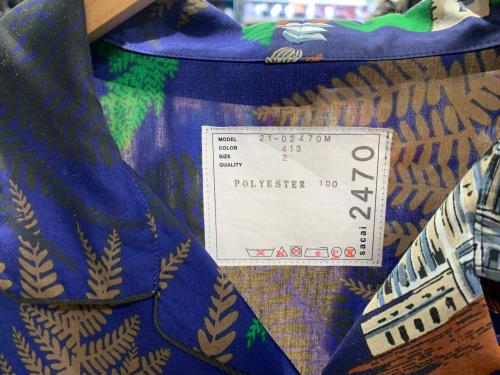 MODEL 21-02470M
COLOR 413
SIZE 2
QUALITY
POLYESTER 100
sacai 2470